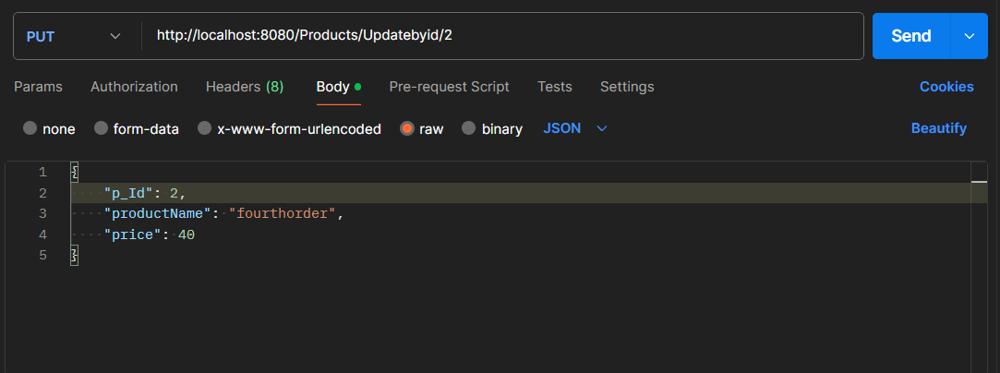 PUT http://localhost:8080/Products/Updatebyid/2 Send
Params Authorization Headers (8) Body Pre-request Script Tests Settings Cookies
none form-data x-www-form-urlencoded raw binary JSON Beautify
1 {
2 "p_Id": 2,
3 "productName": "fourthorder",
4 "price": 40
5 }